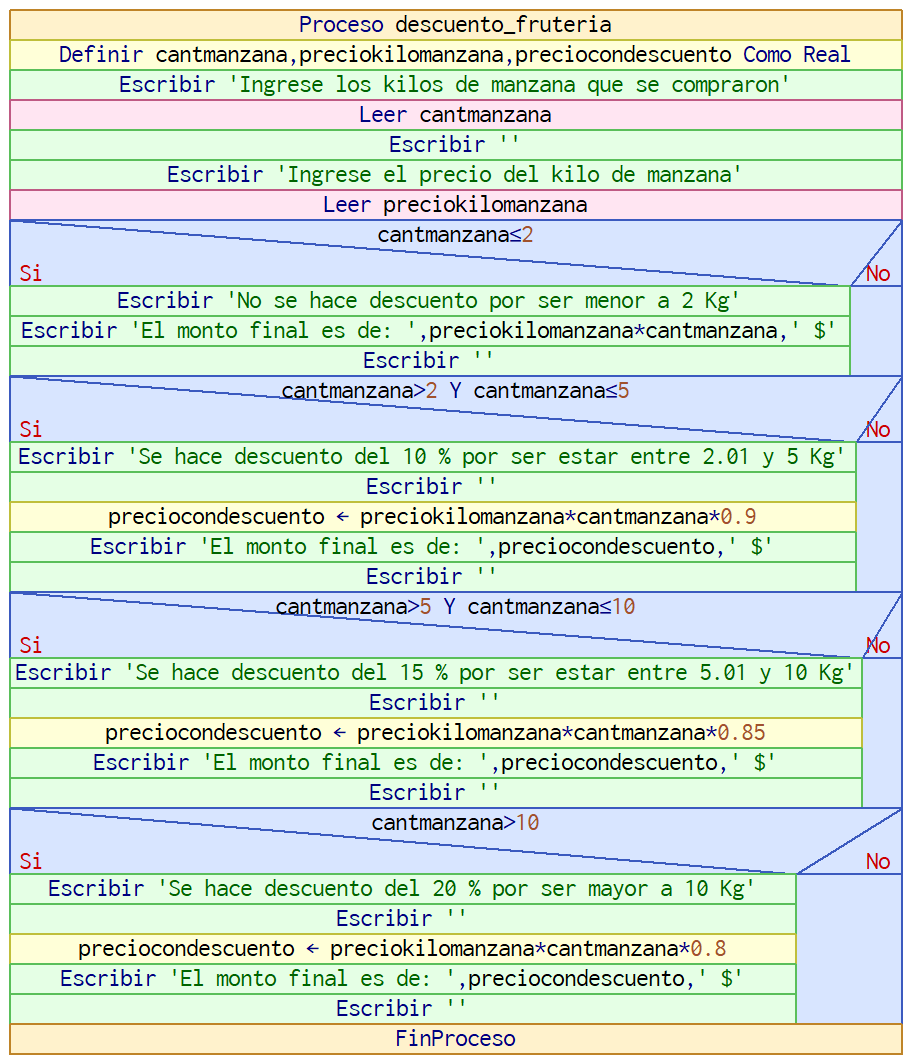 Proceso descuento_fruteria
Definir cantmanzana,preciokilomanzana,preciocondescuento Como Real
Escribir 'Ingrese los kilos de manzana que se compraron'
Leer cantmanzana
Escribir ''
Escribir 'Ingrese el precio del kilo de manzana'
Leer preciokilomanzana
cantmanzana≤2
Si No
Escribir 'No se hace descuento por ser menor a 2 Kg'
Escribir 'El monto final es de: ',preciokilomanzana*cantmanzana,' $'
Escribir ''
cantmanzana>2 Y cantmanzana≤5
Si No
Escribir 'Se hace descuento del 10 % por ser estar entre 2.01 y 5 Kg'
Escribir ''
preciocondescuento ← preciokilomanzana*cantmanzana*0.9
Escribir 'El monto final es de: ',preciocondescuento,' $'
Escribir ''
cantmanzana>5 Y cantmanzana≤10
Si No
Escribir 'Se hace descuento del 15 % por ser estar entre 5.01 y 10 Kg'
Escribir ''
preciocondescuento ← preciokilomanzana*cantmanzana*0.85
Escribir 'El monto final es de: ',preciocondescuento,' $'
Escribir ''
cantmanzana>10
Si No
Escribir 'Se hace descuento del 20 % por ser mayor a 10 Kg'
Escribir ''
preciocondescuento ← preciokilomanzana*cantmanzana*0.8
Escribir 'El monto final es de: ',preciocondescuento,' $'
Escribir ''
FinProceso